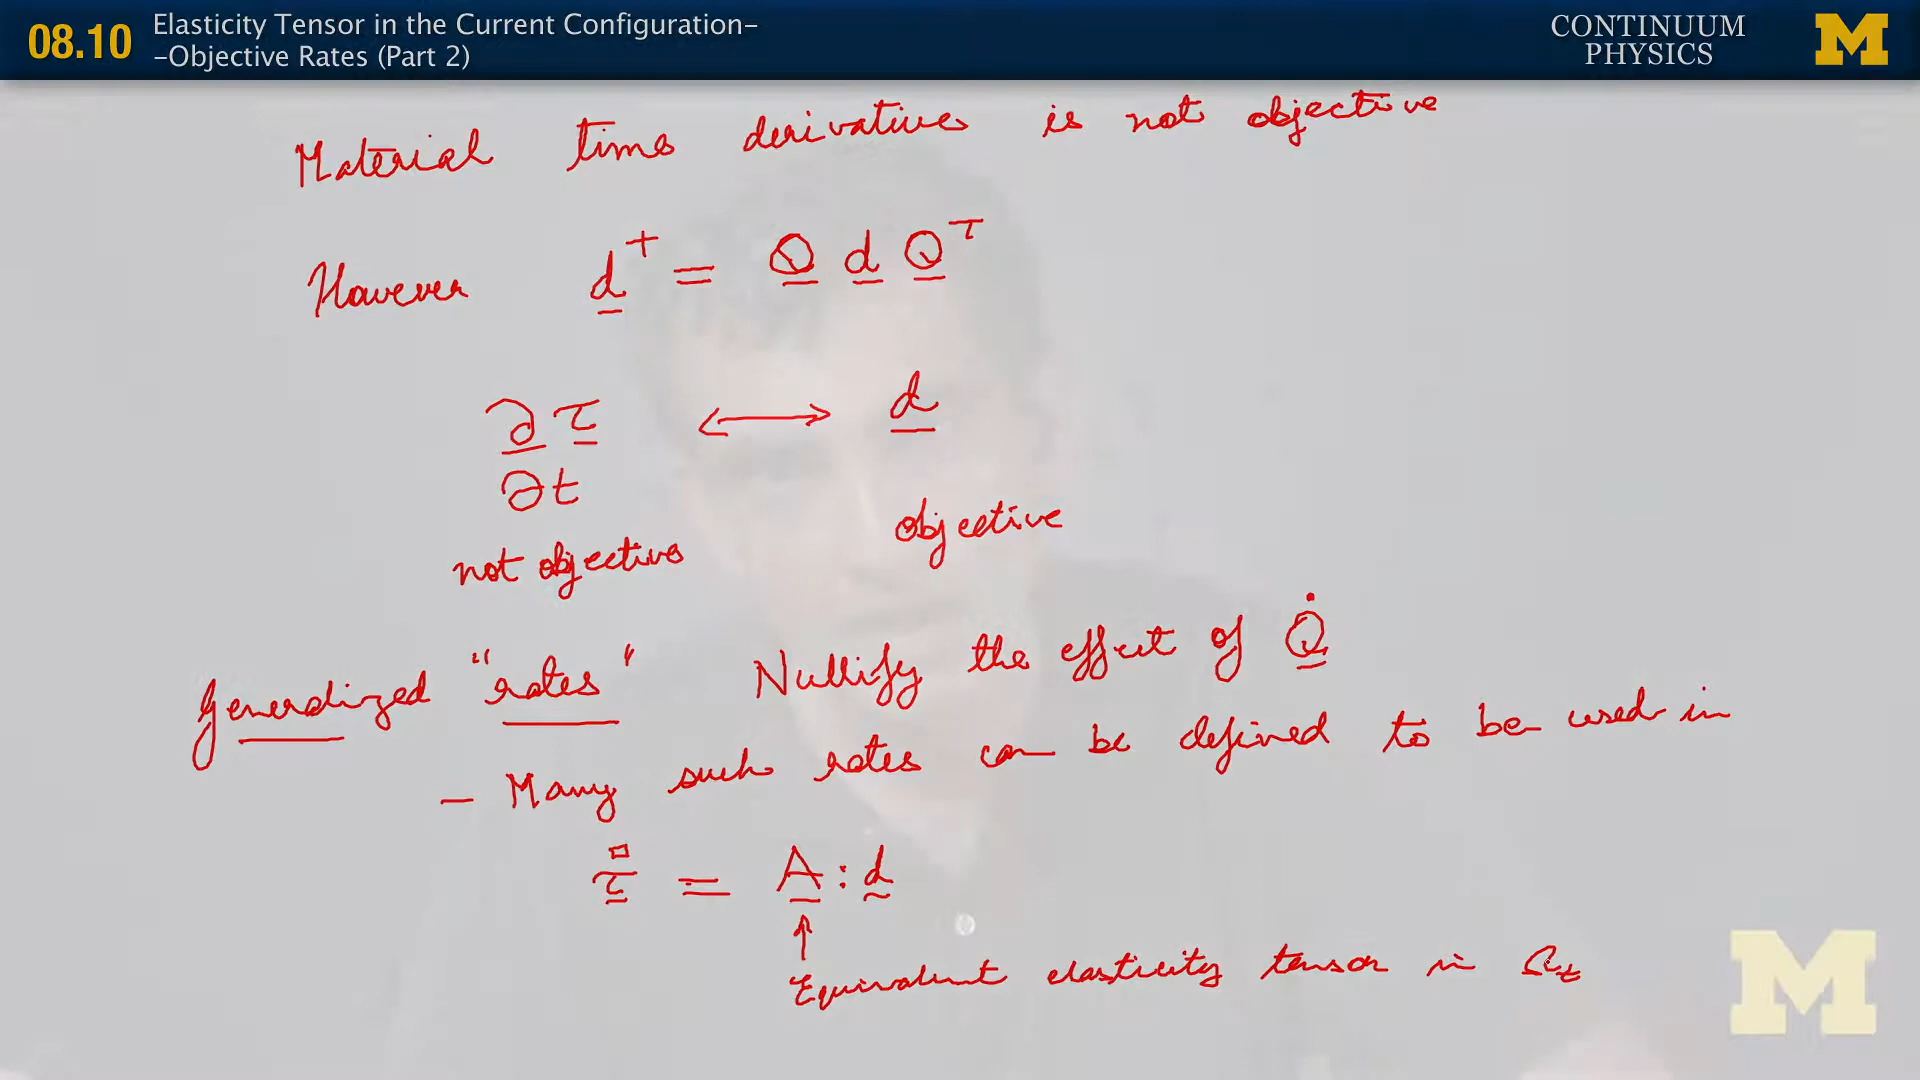 08.10 Elasticity Tensor in the Current Configuration-
-Objective Rates (Part 2)
CONTINUUM
PHYSICS
M
Material time derivative is not objective
However d⁺ = Q d Qᵀ
∂τ ⟷ d
∂t
not objective objective
Generalized "rates" Nullify the effect of Q̇
- Many such rates can be defined to be used in
τ̊ = A : d
↑
Equivalent elasticity tensor in Ωₜ
M